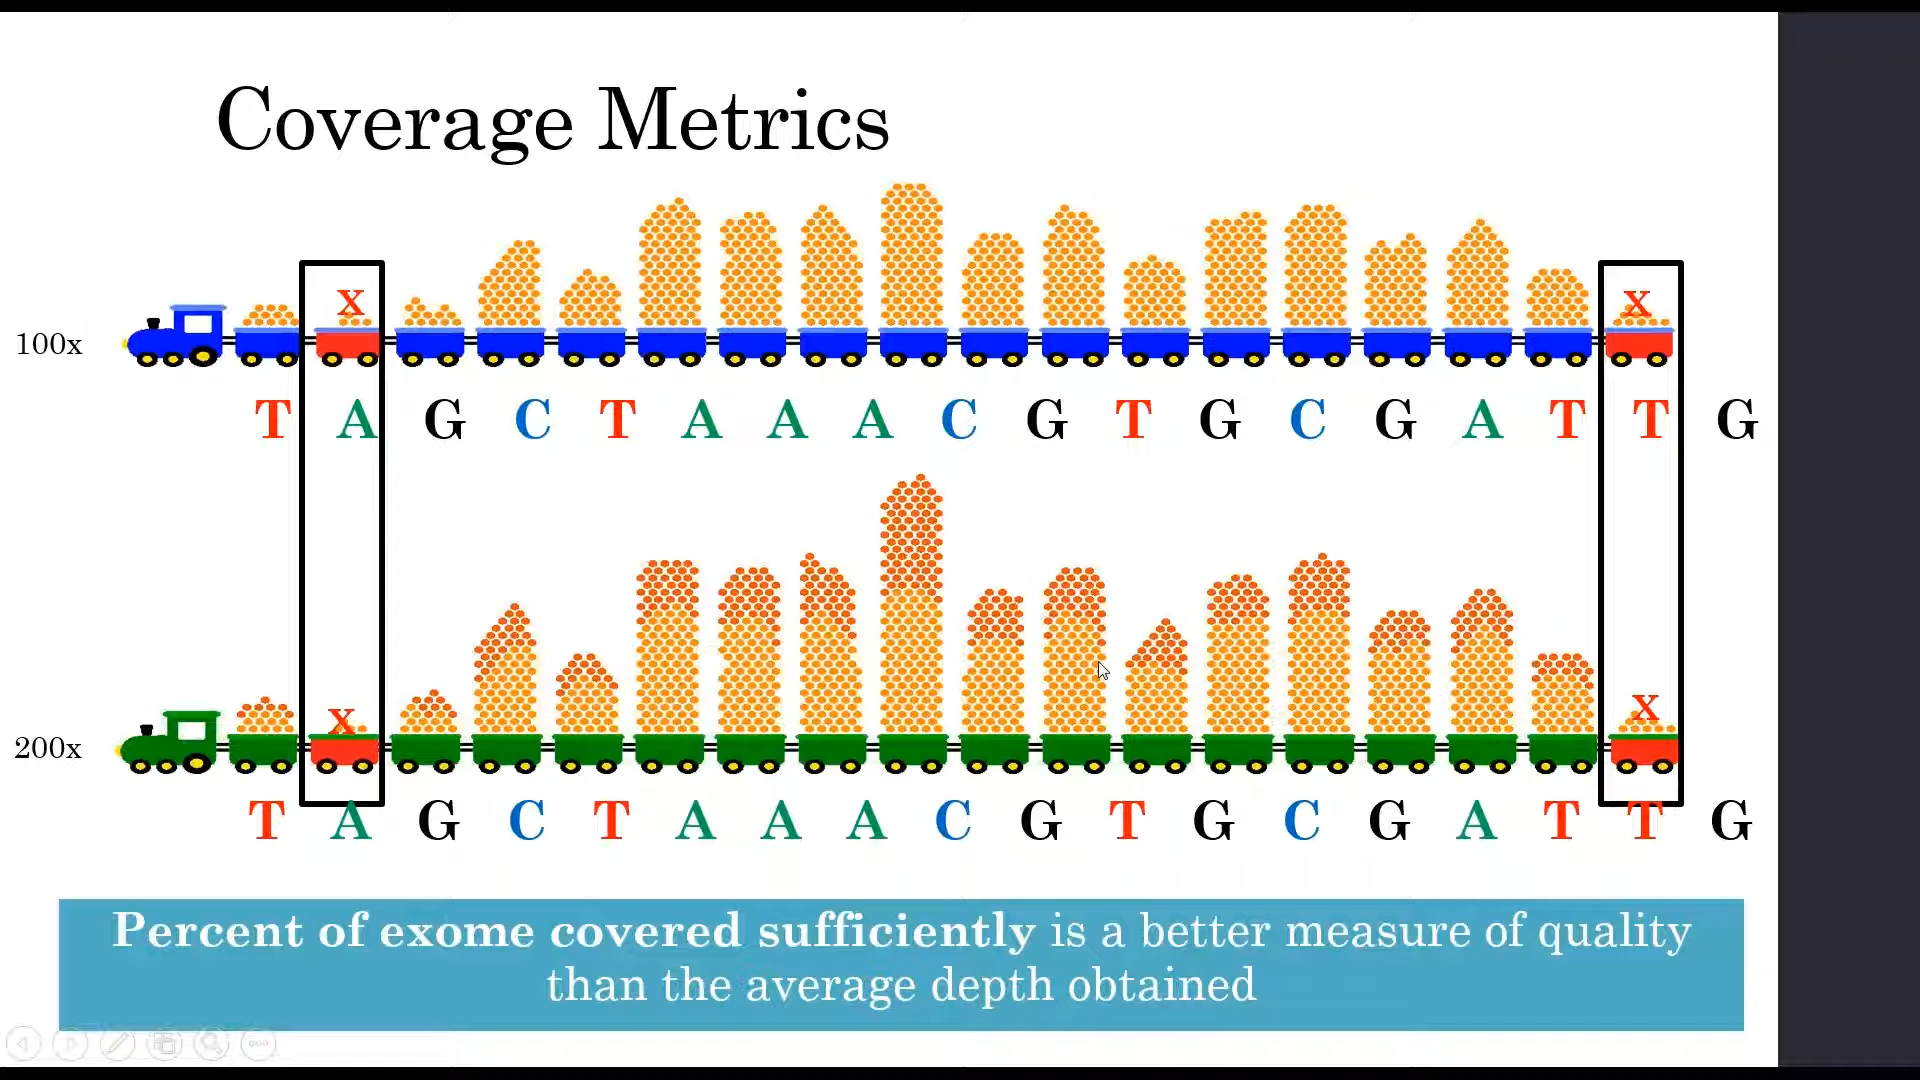 Coverage Metrics
x x
100x
T A G C T A A A C G T G C G A T T G
x x
200x
T A G C T A A A C G T G C G A T T G
Percent of exome covered sufficiently is a better measure of quality
than the average depth obtained